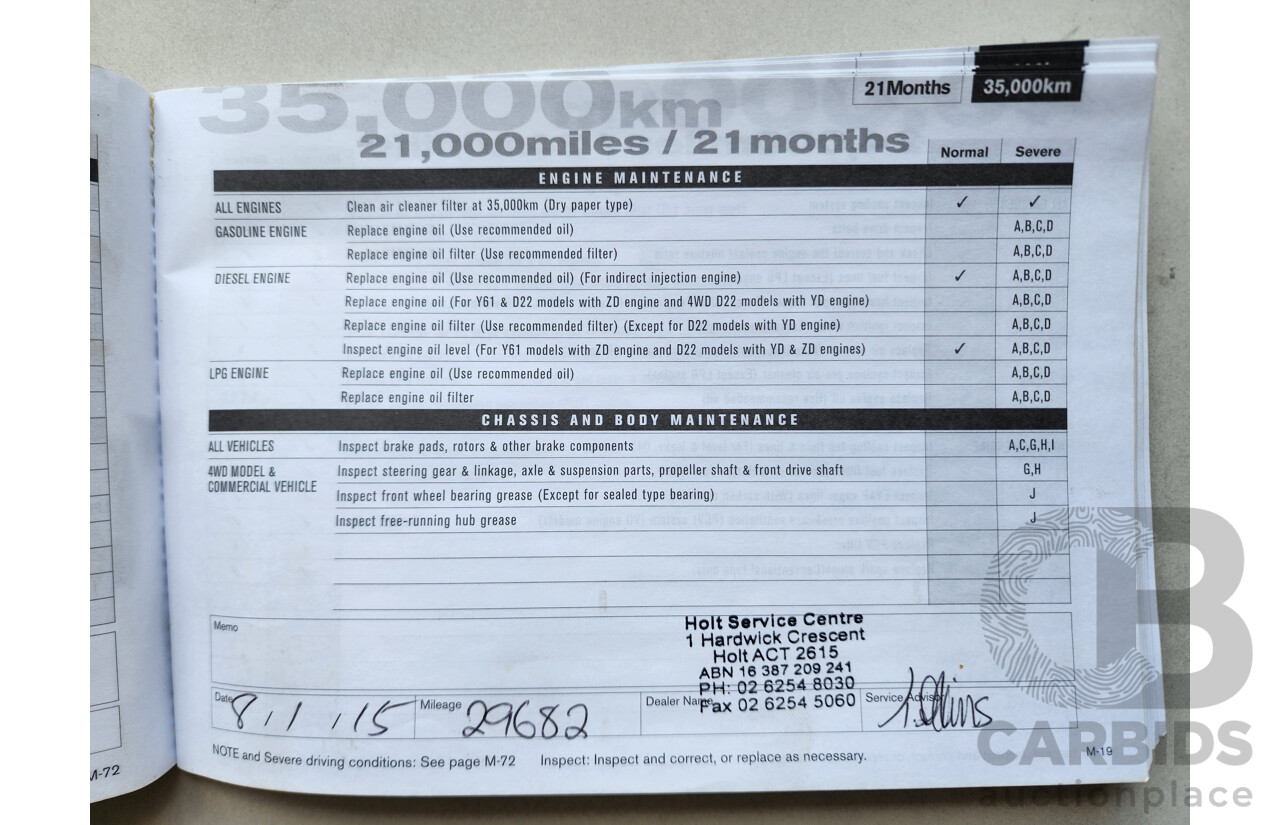 21Months 35,000km
35,000km
21,000miles / 21months
Normal Severe
ENGINE MAINTENANCE
ALL ENGINES Clean air cleaner filter at 35,000km (Dry paper type) ✓ ✓
GASOLINE ENGINE Replace engine oil (Use recommended oil) A,B,C,D
Replace engine oil filter (Use recommended filter) A,B,C,D
DIESEL ENGINE Replace engine oil (Use recommended oil) (For indirect injection engine) ✓ A,B,C,D
Replace engine oil (For Y61 & D22 models with ZD engine and 4WD D22 models with YD engine) A,B,C,D
Replace engine oil filter (Use recommended filter) (Except for D22 models with YD engine) A,B,C,D
Inspect engine oil level (For Y61 models with ZD engine and D22 models with YD & ZD engines) ✓ A,B,C,D
LPG ENGINE Replace engine oil (Use recommended oil) A,B,C,D
Replace engine oil filter A,B,C,D
CHASSIS AND BODY MAINTENANCE
ALL VEHICLES Inspect brake pads, rotors & other brake components A,C,G,H,I
4WD MODEL & Inspect steering gear & linkage, axle & suspension parts, propeller shaft & front drive shaft G,H
COMMERCIAL VEHICLE
Inspect front wheel bearing grease (Except for sealed type bearing) J
Inspect free-running hub grease J
Memo
Holt Service Centre
1 Hardwick Crescent
Holt ACT 2615
ABN 16 387 209 241
PH: 02 6254 8030
Fax 02 6254 5060
Date 8/1/15 Mileage 29682 Dealer Name Service Advisor
NOTE and Severe driving conditions: See page M-72 Inspect: Inspect and correct, or replace as necessary. M-19
M-72
CARBIDS
auctionplace